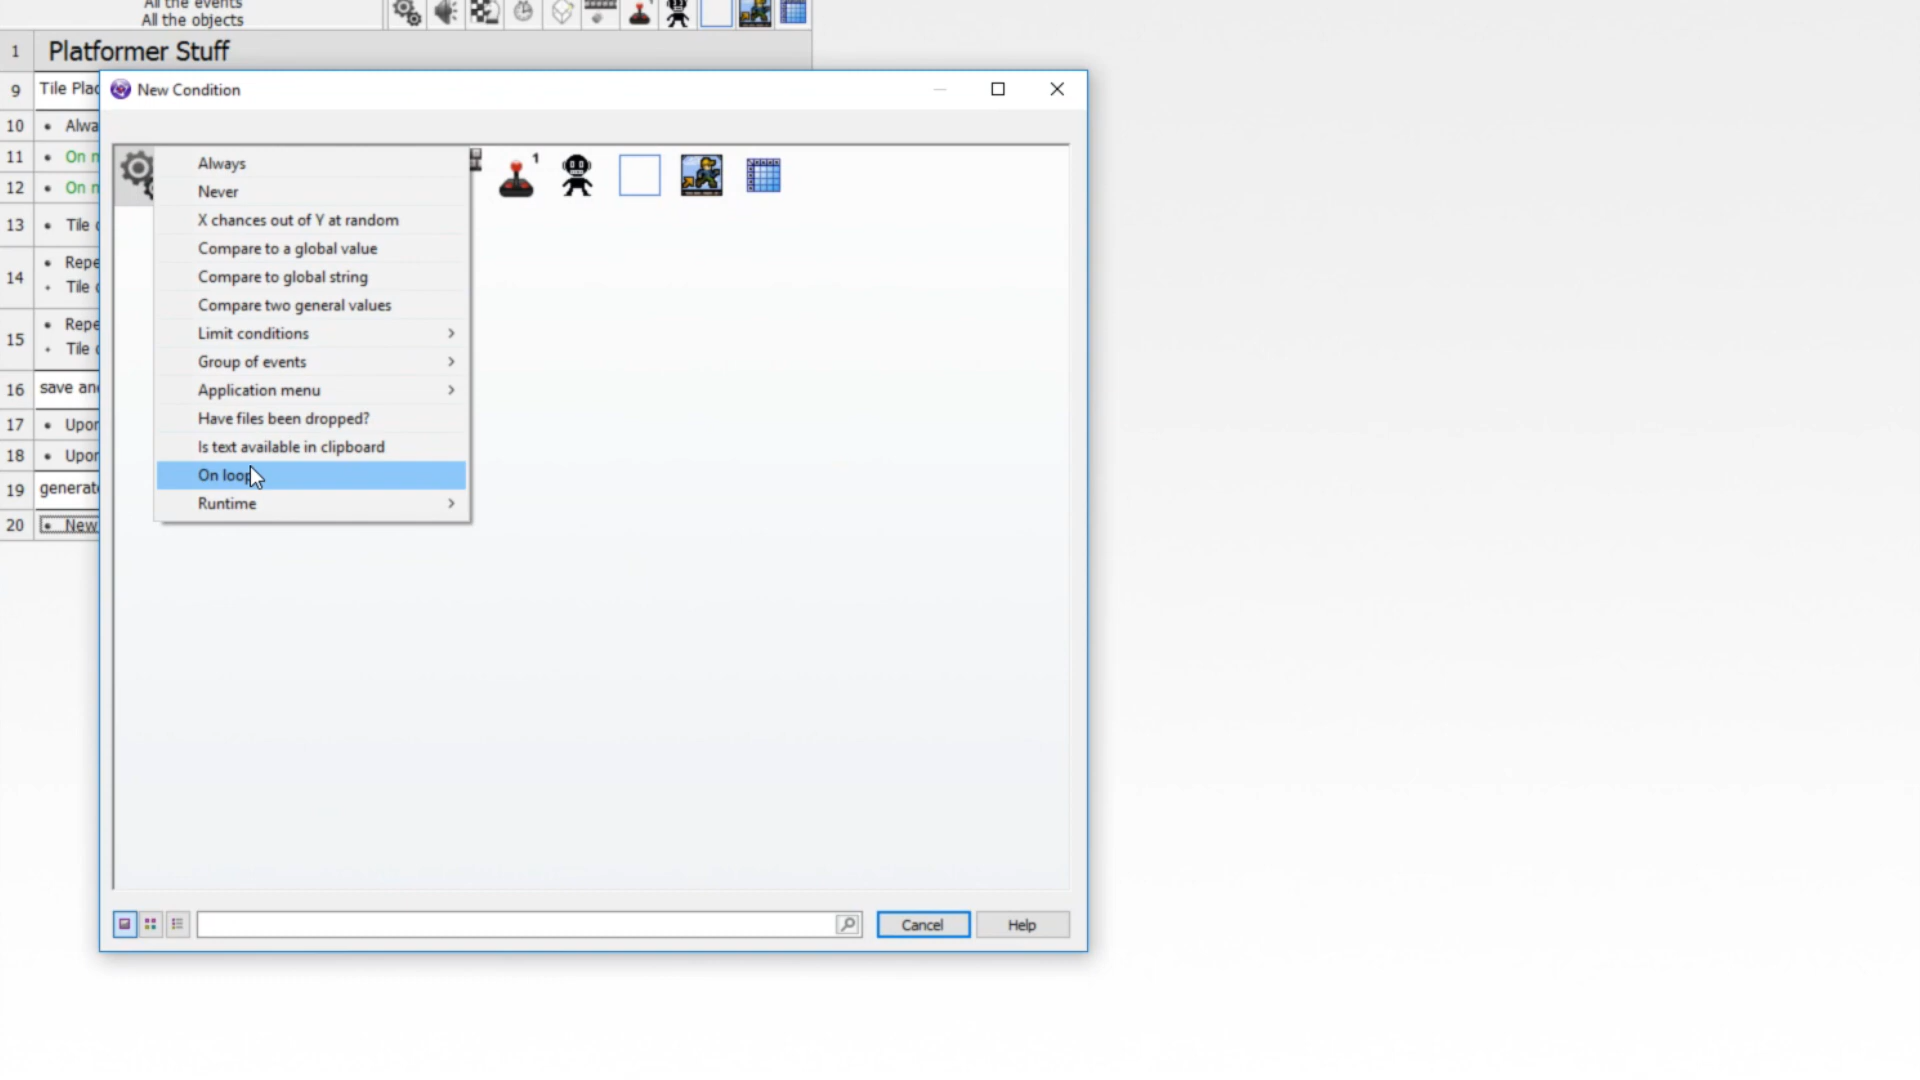 All the events
All the objects
1 Platformer Stuff
9 Tile Plac
10 • Alwa
11 • On n
12 • On n
13 • Tile
14 • Repe
• Tile
15 • Repe
• Tile
16 save and
17 • Upon
18 • Upon
19 generate
20 • New
New Condition
Always
Never
X chances out of Y at random
Compare to a global value
Compare to global string
Compare two general values
Limit conditions
Group of events
Application menu
Have files been dropped?
Is text available in clipboard
On loop
Runtime
1
Cancel
Help